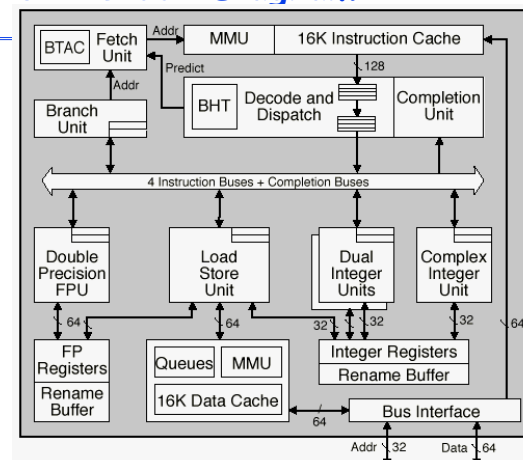 BTAC
Fetch
Unit
Addr
MMU
16K Instruction Cache
Predict
128
Addr
Branch
Unit
BHT
Decode and
Dispatch
Completion
Unit
4 Instruction Buses + Completion Buses
Double
Precision
FPU
Load
Store
Unit
Dual
Integer
Units
Complex
Integer
Unit
64
64
32
32
32
64
FP
Registers
Rename
Buffer
Queues
MMU
16K Data Cache
Integer Registers
Rename Buffer
64
Bus Interface
Addr 32
Data 64